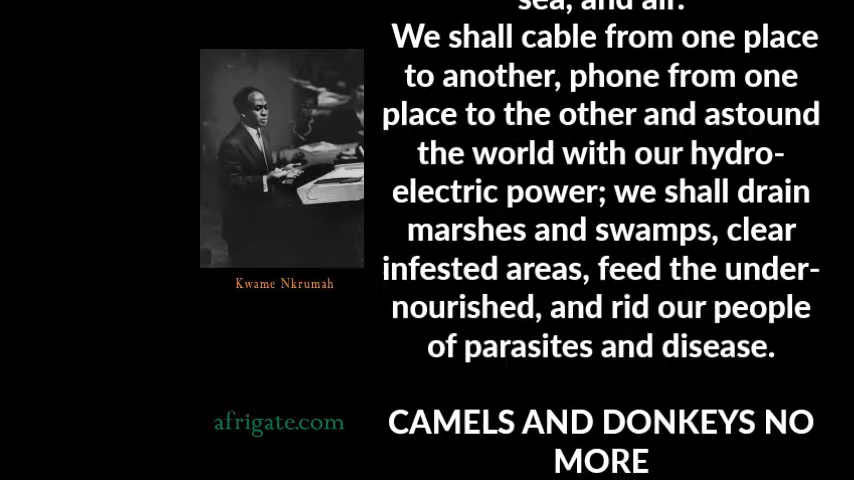 sea, and air.
We shall cable from one place
to another, phone from one
place to the other and astound
the world with our hydro-
electric power; we shall drain
marshes and swamps, clear
infested areas, feed the under-
nourished, and rid our people
of parasites and disease.
CAMELS AND DONKEYS NO
MORE
Kwame Nkrumah
afrigate.com